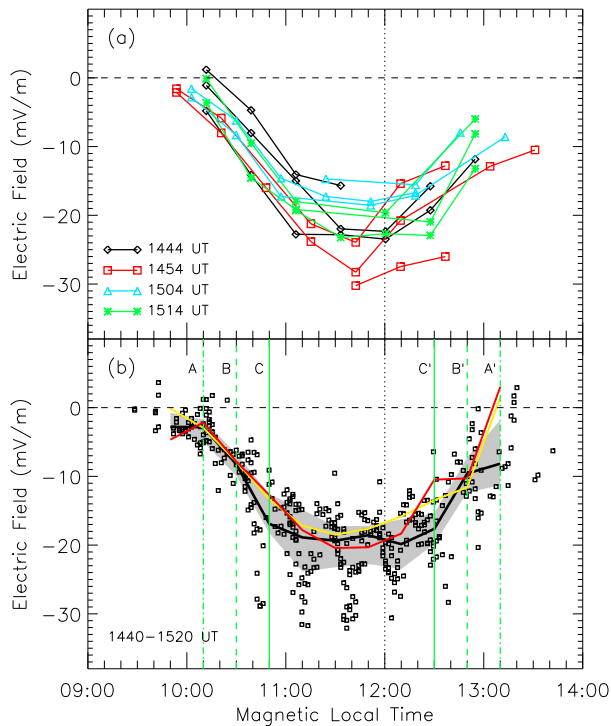 (a)
0
−10
−20
−30
Electric Field (mV/m)
1444 UT
1454 UT
1504 UT
1514 UT
(b)
A
B
C
C'
B'
A'
0
−10
−20
−30
Electric Field (mV/m)
1440−1520 UT
09:00 10:00 11:00 12:00 13:00 14:00
Magnetic Local Time